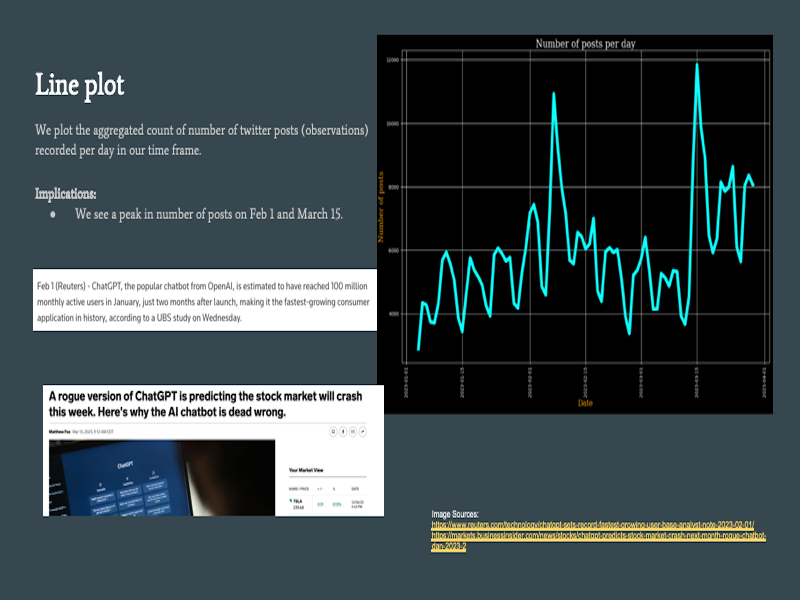 Line plot
We plot the aggregated count of number of twitter posts (observations)
recorded per day in our time frame.
Implications:
● We see a peak in number of posts on Feb 1 and March 15.
Feb 1 (Reuters) - ChatGPT, the popular chatbot from OpenAI, is estimated to have reached 100 million
monthly active users in January, just two months after launch, making it the fastest-growing consumer
application in history, according to a UBS study on Wednesday.
A rogue version of ChatGPT is predicting the stock market will crash
this week. Here's why the AI chatbot is dead wrong.
Matthew Fox
ChatGPT
Your Market View
TSLA
Number of posts per day
Number of posts
12000
10000
8000
6000
4000
2023-01-01
2023-01-15
2023-02-01
2023-02-15
2023-03-01
2023-03-15
2023-04-01
Date
Image Sources:
https://www.reuters.com/technology/chatgpt-sets-record-fastest-growing-user-base-analyst-note-2023-02-01/
https://markets.businessinsider.com/news/stocks/chatgpt-predicts-stock-market-crash-next-month-rogue-chatbot-
dan-2023-2